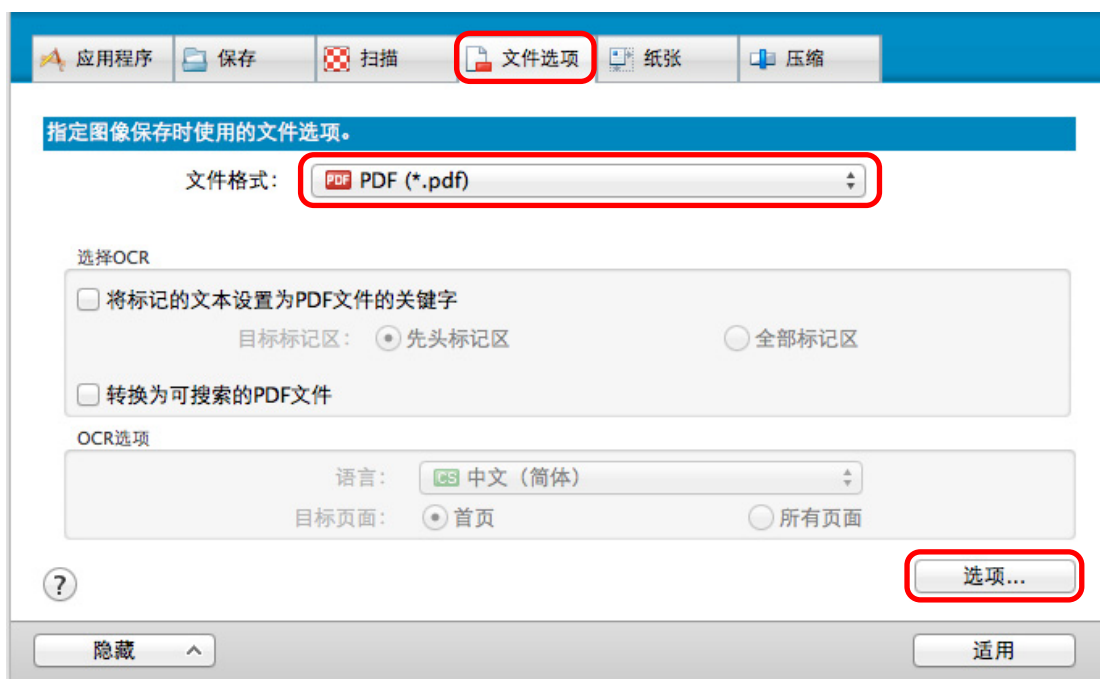 应用程序 保存 扫描 文件选项 纸张 压缩
指定图像保存时使用的文件选项。
文件格式： PDF PDF (*.pdf)
选择OCR
将标记的文本设置为PDF文件的关键字
目标标记区： 先头标记区 全部标记区
转换为可搜索的PDF文件
OCR选项
语言： CS 中文（简体）
目标页面： 首页 所有页面
? 选项...
隐藏 适用